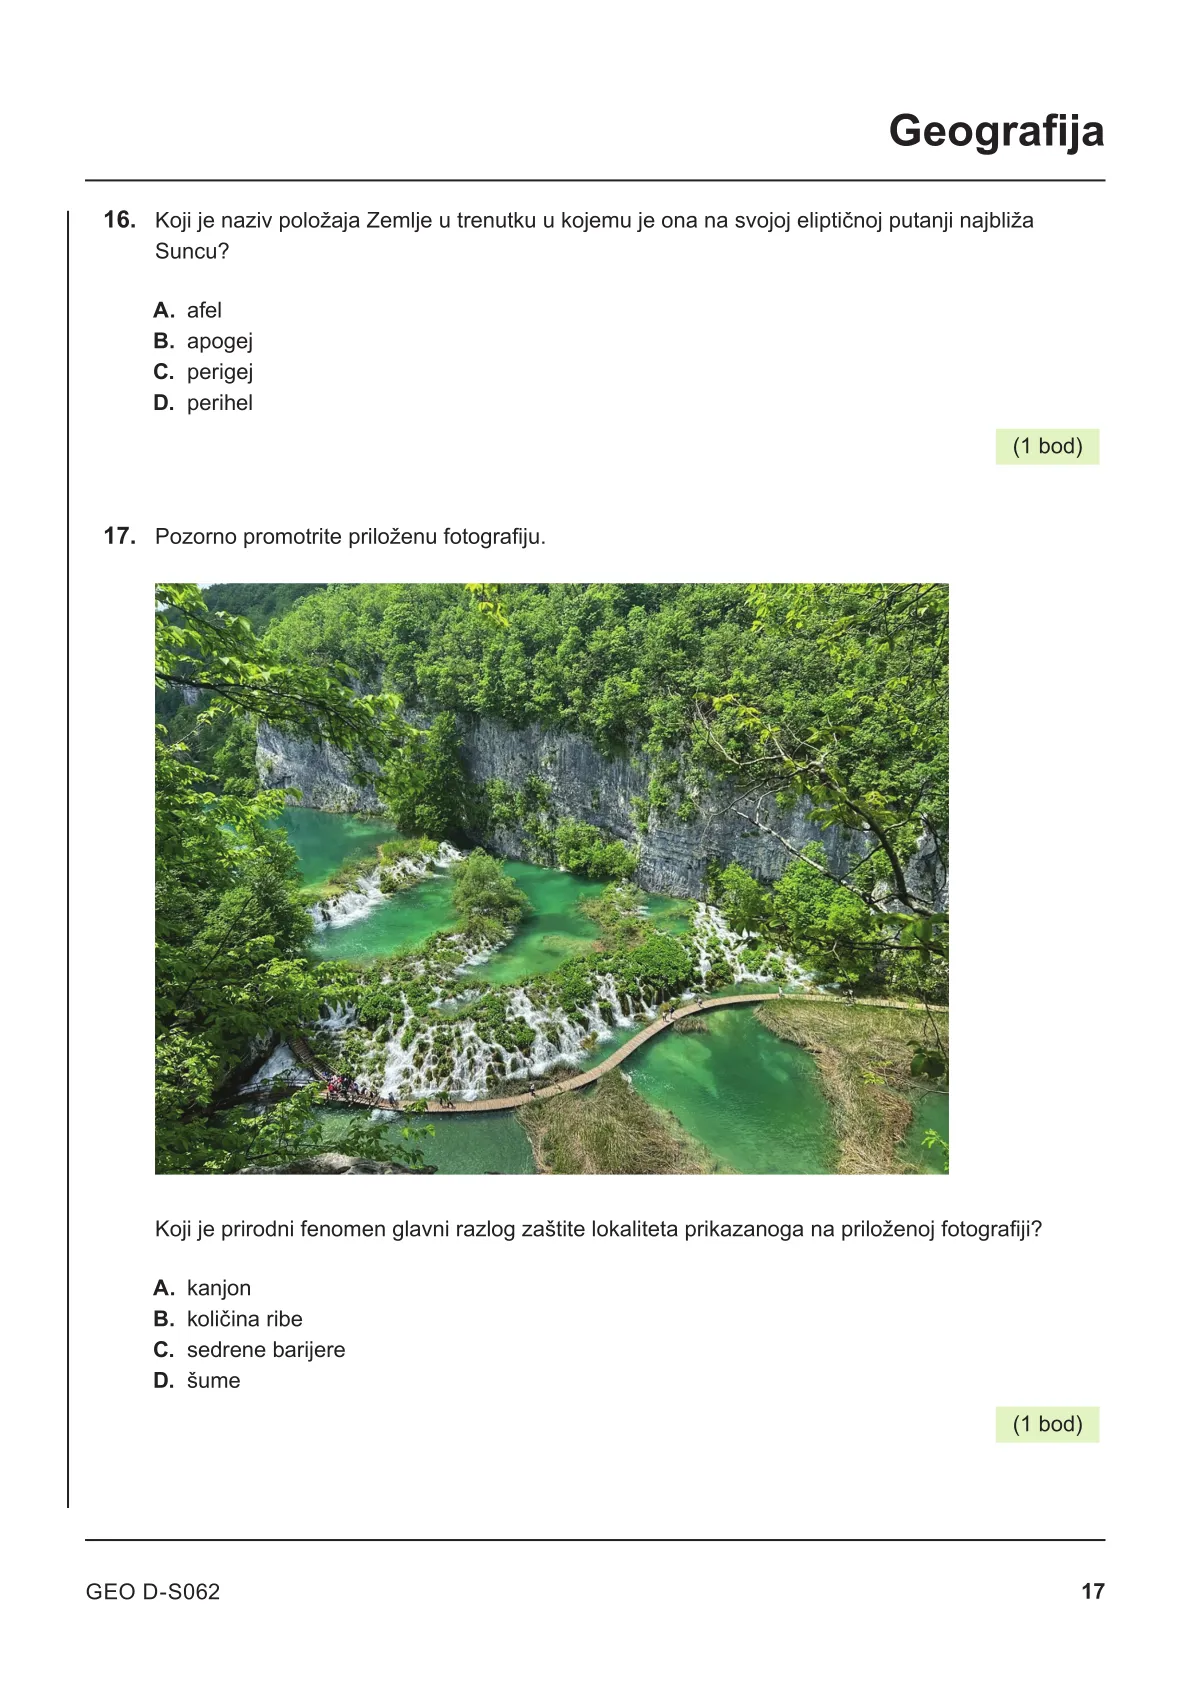 Geografija
16. Koji je naziv položaja Zemlje u trenutku u kojemu je ona na svojoj eliptičnoj putanji najbliža
Suncu?
A. afel
B. apogej
C. perigej
D. perihel
(1 bod)
17. Pozorno promotrite priloženu fotografiju.
Koji je prirodni fenomen glavni razlog zaštite lokaliteta prikazanoga na priloženoj fotografiji?
A. kanjon
B. količina ribe
C. sedrene barijere
D. šume
(1 bod)
GEO D-S062
17